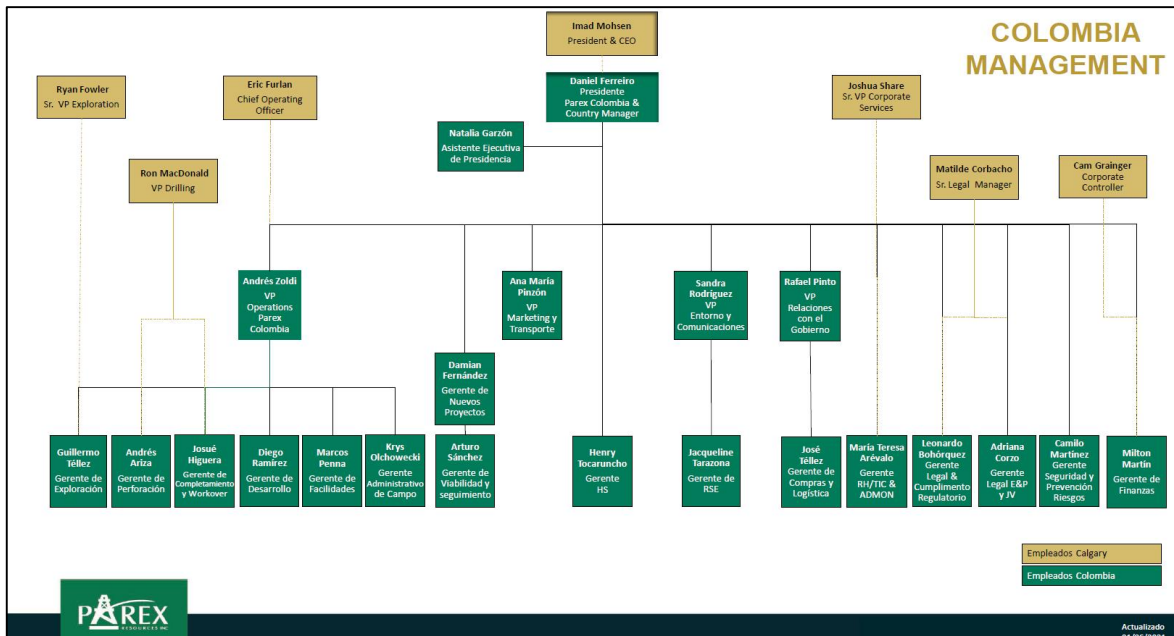 COLOMBIA
MANAGEMENT
Imad Mohsen
President & CEO
Ryan Fowler
Sr. VP Exploration
Eric Furlan
Chief Operating
Officer
Daniel Ferreiro
Presidente
Parex Colombia &
Country Manager
Joshua Share
Sr. VP Corporate
Services
Natalia Garzón
Asistente Ejecutiva
de Presidencia
Ron MacDonald
VP Drilling
Matilde Corbacho
Sr. Legal Manager
Cam Grainger
Corporate
Controller
Andrés Zoldi
VP
Operations
Parex
Colombia
Ana María
Pinzón
VP
Marketing y
Transporte
Sandra
Rodríguez
VP
Entorno y
Comunicaciones
Rafael Pinto
VP
Relaciones
con el
Gobierno
Damian
Fernández
Gerente de
Nuevos
Proyectos
Guillermo
Téllez
Gerente de
Exploración
Andrés
Ariza
Gerente de
Perforación
Josué
Higuera
Gerente de
Completamiento
y Workover
Diego
Ramírez
Gerente de
Desarrollo
Marcos
Penna
Gerente de
Facilidades
Krys
Olchowecki
Gerente
Administrativo
de Campo
Arturo
Sánchez
Gerente de
Viabilidad y
seguimiento
Henry
Tocaruncho
Gerente
HS
Jacqueline
Tarazona
Gerente de
RSE
José
Téllez
Gerente de
Compras y
Logística
María Teresa
Arévalo
Gerente
RH/TIC &
ADMON
Leonardo
Bohórquez
Gerente
Legal &
Cumplimento
Regulatorio
Adriana
Corzo
Gerente
Legal E&P
y JV
Camilo
Martínez
Gerente
Seguridad y
Prevención
Riesgos
Milton
Martín
Gerente de
Finanzas
Empleados Calgary
Empleados Colombia
PAREX
RESOURCES INC
Actualizado